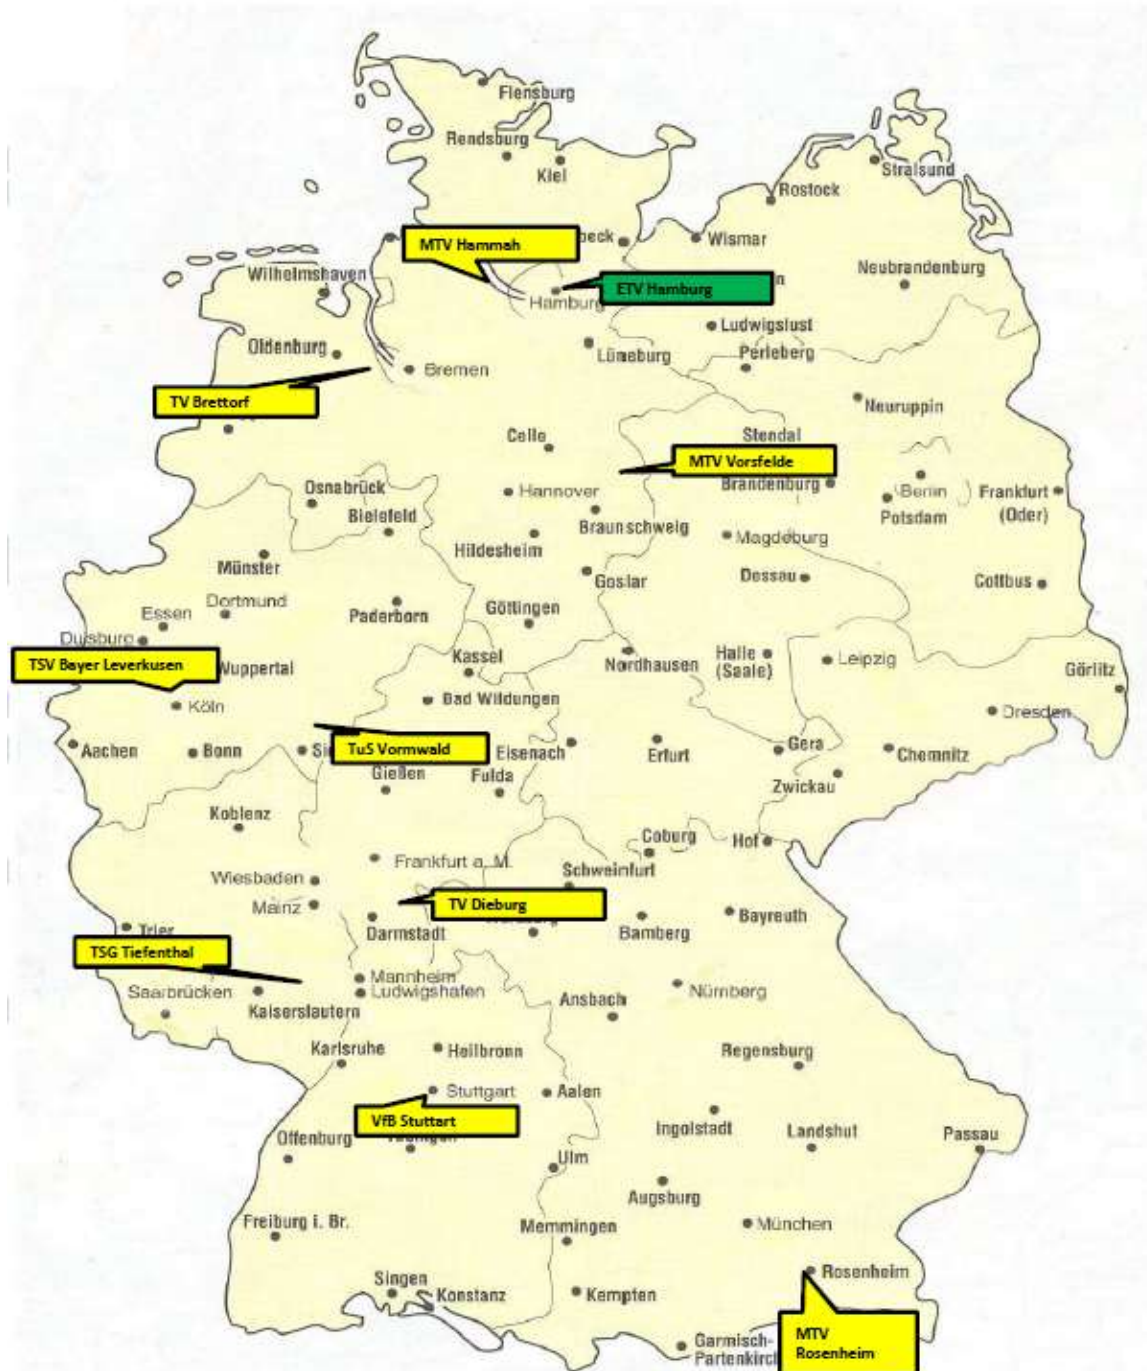 Flensburg
Rendsburg
Kiel
Stralsund
Rostock
MTV Hammah
beck
Wismar
Neubrandenburg
Wilhelmshaven
ETV Hamburg
n
Hamburg
Ludwigslust
Oldenburg
Lüneburg
Perleberg
Bremen
TV Brettorf
Neuruppin
Celle
Stendal
MTV Vorsfelde
Osnabrück
Hannover
Brandenburg
Berlin
Frankfurt
(Oder)
Potsdam
Bielefeld
Braunschweig
Hildesheim
Magdeburg
Münster
Goslar
Dessau
Cottbus
Essen
Dortmund
Paderborn
Göttingen
Duisburg
TSV Bayer Leverkusen
Wuppertal
Kassel
Nordhausen
Halle
(Saale)
Leipzig
Görlitz
Köln
Bad Wildungen
Dresden
Aachen
Bonn
Si
TuS Vormwald
Eisenach
Erfurt
Gera
Chemnitz
Gießen
Fulda
Zwickau
Koblenz
Coburg
Hof
Frankfurt a. M.
Schweinfurt
Wiesbaden
Mainz
TV Dieburg
Bayreuth
Trier
Darmstadt
Bamberg
TSG Tiefenthal
Mannheim
Saarbrücken
Ludwigshafen
Nürnberg
Kaiserslautern
Ansbach
Karlsruhe
Heilbronn
Regensburg
Stuttgart
Aalen
VfB Stuttart
Ingolstadt
Landshut
Passau
Offenburg
Ulm
Augsburg
Freiburg i. Br.
Memmingen
München
Singen
Konstanz
Kempten
Rosenheim
MTV
Rosenheim
Garmisch-
Partenkirch